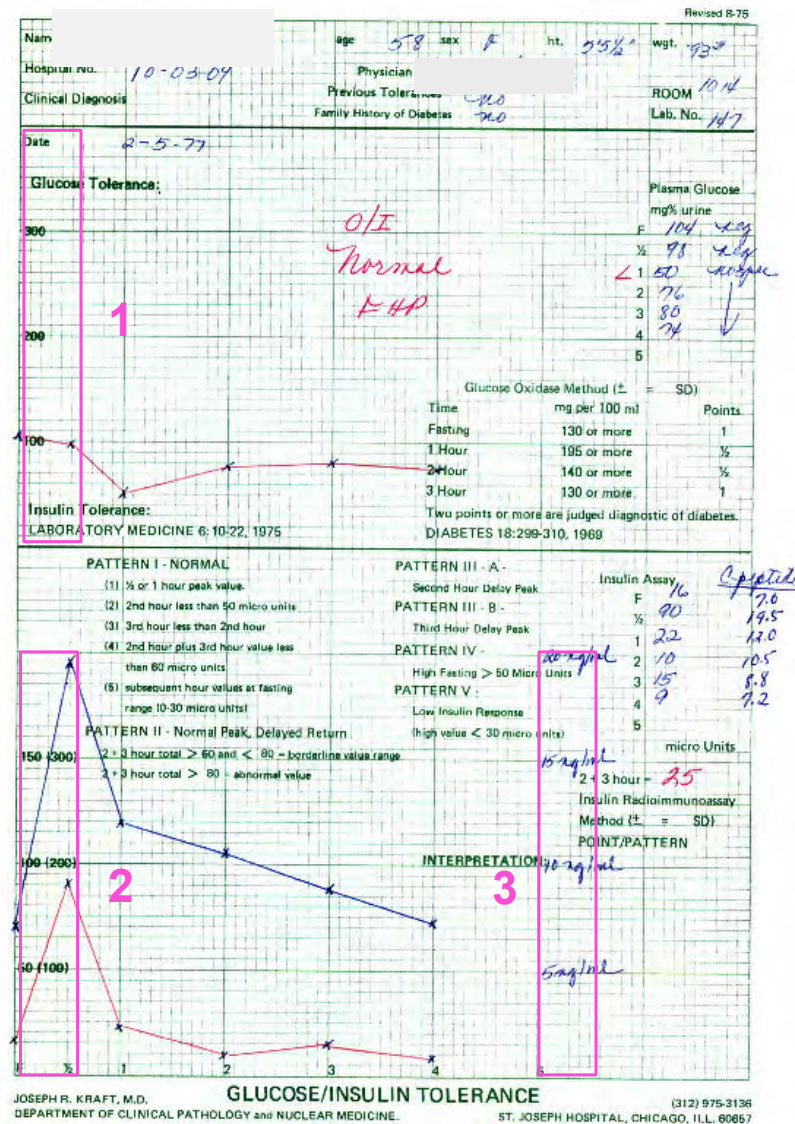 Revised 8-75
Name age 58 sex F ht. 5'5½" wgt. 93#
Hospital No. 10-03-04 Physician
Clinical Diagnosis Previous Tolerances no ROOM 1014
Family History of Diabetes no Lab. No. 147
Date 2-5-77
Glucose Tolerance:
Plasma Glucose
mg% urine
300
O/I
Normal
F 104 neg
½ 98 neg
< 1 50
2 76
3 80
4 74
5
1
200
Glucose Oxidase Method (± = SD)
Time mg per 100 ml Points
Fasting 130 or more 1
1 Hour 195 or more ½
2 Hour 140 or more ½
3 Hour 130 or more 1
100
Two points or more are judged diagnostic of diabetes.
Insulin Tolerance:
LABORATORY MEDICINE 6:10-22, 1975 DIABETES 18:299-310, 1969
PATTERN I - NORMAL
(1) ½ or 1 hour peak value.
(2) 2nd hour less than 50 micro units
(3) 3rd hour less than 2nd hour
(4) 2nd hour plus 3rd hour value less
than 60 micro units
(5) subsequent hour values at fasting
range (0-30 micro units)
PATTERN II - Normal Peak, Delayed Return
2 + 3 hour total > 60 and < 80 = borderline value range
2 + 3 hour total > 80 = abnormal value
PATTERN III - A -
Second Hour Delay Peak
PATTERN III - B -
Third Hour Delay Peak
PATTERN IV -
High Fasting > 50 Micro Units
PATTERN V :
Low Insulin Response
(high value < 30 micro units)
Insulin Assay C-peptide
F 16 7.0
½ 90 19.5
1 22 12.0
2 10 10.5
3 15 8.8
4 9 7.2
5
micro Units
2 + 3 hour = 25
Insulin Radioimmunoassay
Method (± = SD)
POINT/PATTERN
INTERPRETATION:
20 ng/ml
15 ng/ml
10 ng/ml
5 ng/ml
150 (300)
100 (200)
50 (100)
2
3
F ½ 1 2 3 4 5
JOSEPH R. KRAFT, M.D. GLUCOSE/INSULIN TOLERANCE (312) 975-3136
DEPARTMENT OF CLINICAL PATHOLOGY and NUCLEAR MEDICINE. ST. JOSEPH HOSPITAL, CHICAGO, ILL. 60657